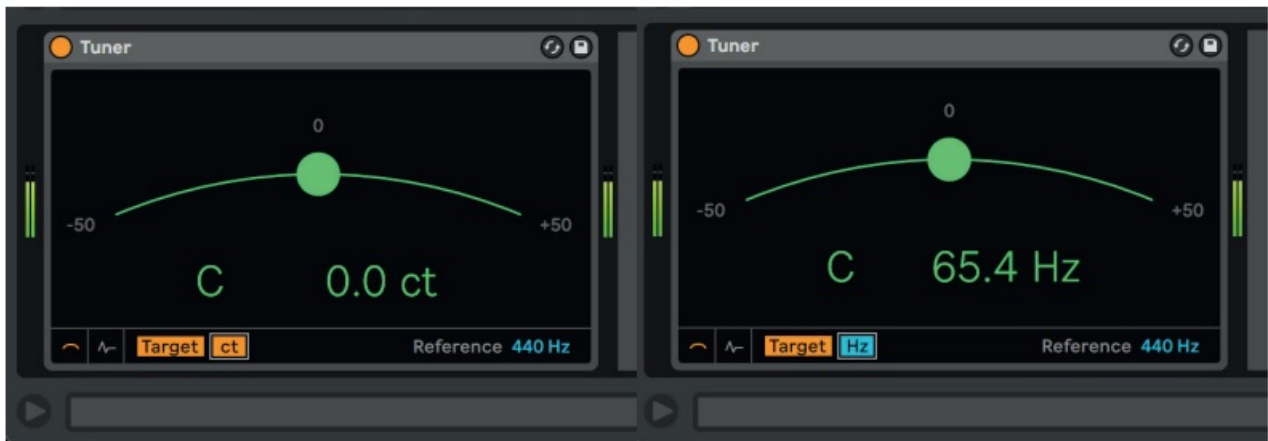 Tuner
0
-50
+50
C 0.0 ct
Target ct Reference 440 Hz
Tuner
0
-50
+50
C 65.4 Hz
Target Hz Reference 440 Hz